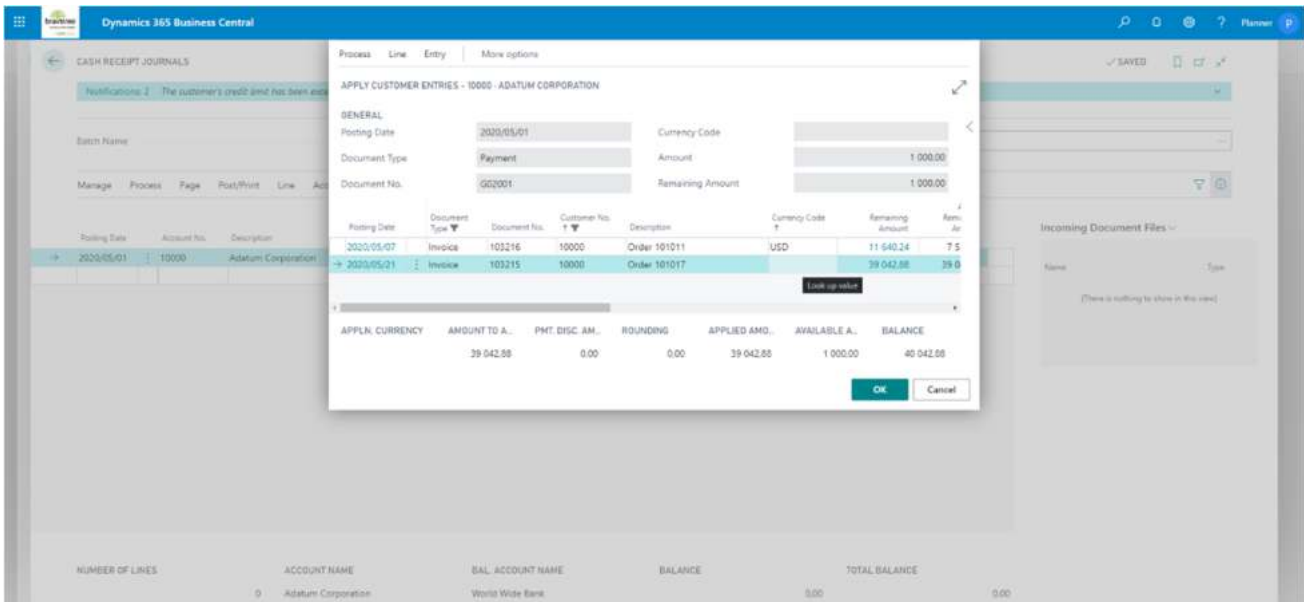 braintree
Dynamics 365 Business Central
? Planner P
CASH RECEIPT JOURNALS
✓ SAVED
Notifications: 2 The customer's credit limit has been
Batch Name
Manage Process Page Post/Print Line
Posting Date Account No. Description
→ 2020/05/01 10000 Adatum Corporation
Process Line Entry More options
APPLY CUSTOMER ENTRIES - 10000 · ADATUM CORPORATION
GENERAL
Posting Date 2020/05/01 Currency Code
Document Type Payment Amount 1 000.00
Document No. G02001 Remaining Amount 1 000.00
Posting Date Document Type Document No. Customer No. ↑ Description Currency Code ↑ Remaining Amount
2020/05/07 Invoice 103216 10000 Order 101011 USD 11 640.24 7 5
→ 2020/05/21 Invoice 103215 10000 Order 101017 39 042.88 39 0
Look up value
APPLN. CURRENCY AMOUNT TO A... PMT. DISC. AM... ROUNDING APPLIED AMO... AVAILABLE A... BALANCE
39 042.88 0.00 0.00 39 042.88 1 000.00 40 042.88
OK Cancel
Incoming Document Files
Name Type
(There is nothing to show in this view)
NUMBER OF LINES ACCOUNT NAME BAL. ACCOUNT NAME BALANCE TOTAL BALANCE
0 Adatum Corporation World Wide Bank 0.00 0.00